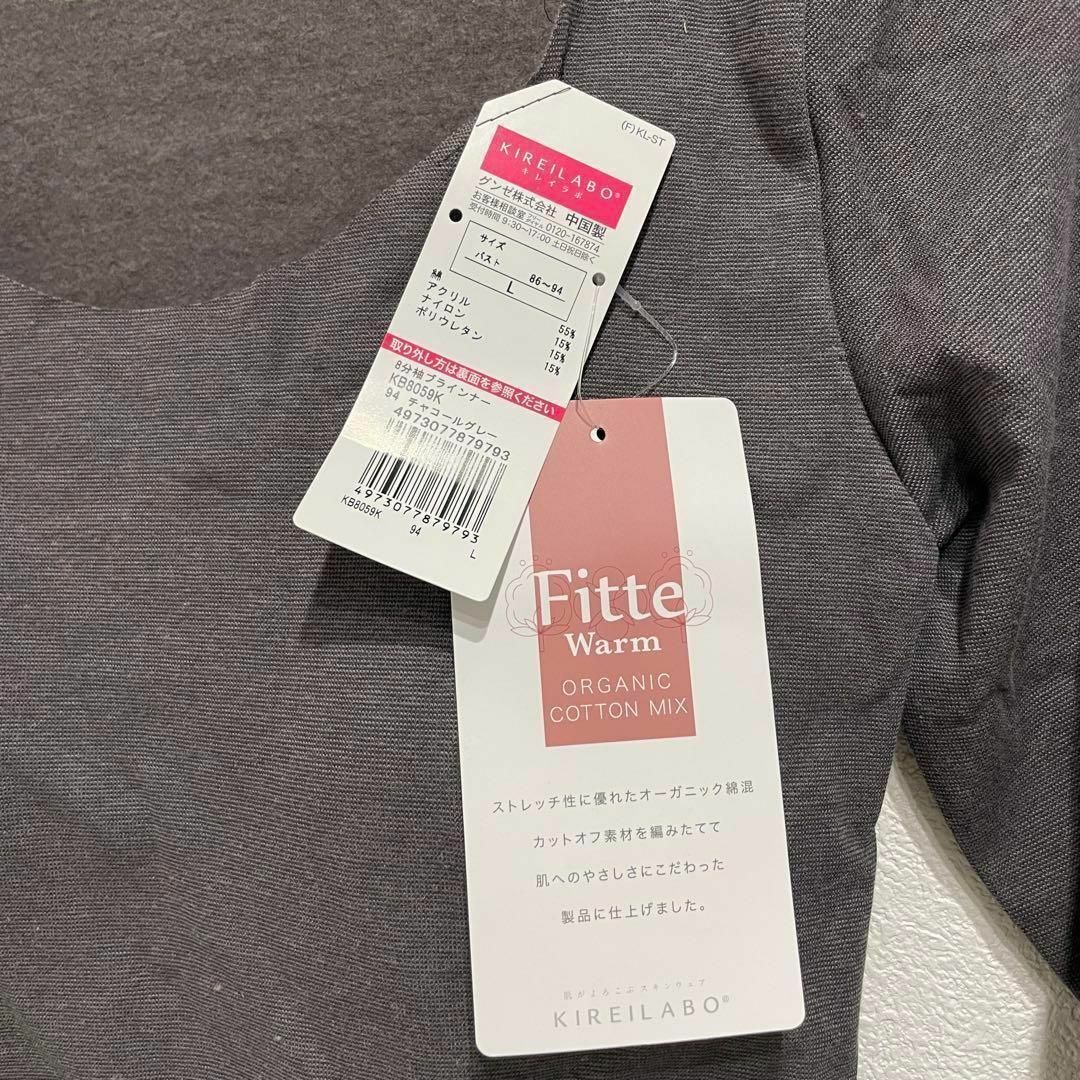 (F)KL-ST
KIREILABO®
キレイラボ
グンゼ株式会社 中国製
お客様相談室 フリーダイヤル 0120-167874
受付時間 9:30〜17:00 土日祝日除く
サイズ
バスト 86〜94
L
綿 55%
アクリル 15%
ナイロン 15%
ポリウレタン 15%
取り外し方は裏面を参照ください
8分袖ブラインナー
KB8059K
94 チャコールグレー
4973077879793
4973077879793
KB8059K 94 L
Fitte
Warm
ORGANIC
COTTON MIX
ストレッチ性に優れたオーガニック綿混
カットオフ素材を編みたてて
肌へのやさしさにこだわった
製品に仕上げました。
肌がよろこぶスキンウェア
KIREILABO®